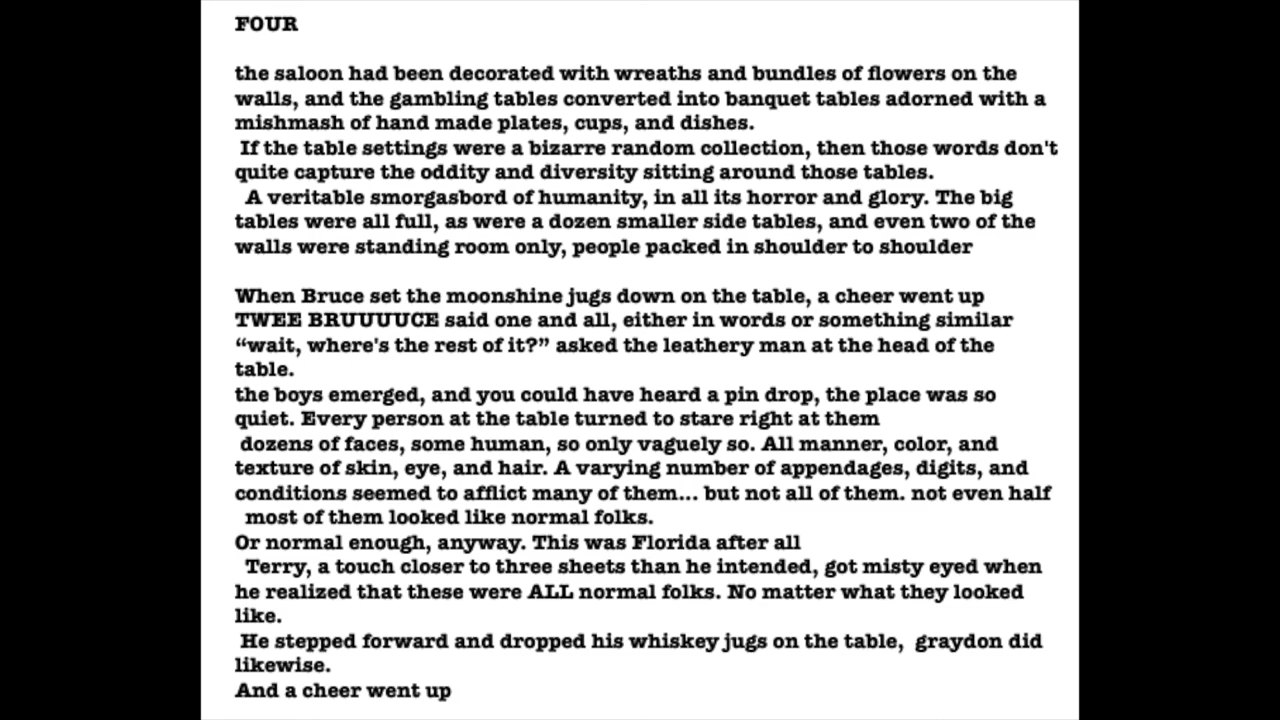 FOUR
the saloon had been decorated with wreaths and bundles of flowers on the
walls, and the gambling tables converted into banquet tables adorned with a
mishmash of hand made plates, cups, and dishes.
If the table settings were a bizarre random collection, then those words don't
quite capture the oddity and diversity sitting around those tables.
A veritable smorgasbord of humanity, in all its horror and glory. The big
tables were all full, as were a dozen smaller side tables, and even two of the
walls were standing room only, people packed in shoulder to shoulder
When Bruce set the moonshine jugs down on the table, a cheer went up
TWEE BRUUUUCE said one and all, either in words or something similar
“wait, where's the rest of it?” asked the leathery man at the head of the
table.
the boys emerged, and you could have heard a pin drop, the place was so
quiet. Every person at the table turned to stare right at them
dozens of faces, some human, so only vaguely so. All manner, color, and
texture of skin, eye, and hair. A varying number of appendages, digits, and
conditions seemed to afflict many of them... but not all of them. not even half
most of them looked like normal folks.
Or normal enough, anyway. This was Florida after all
Terry, a touch closer to three sheets than he intended, got misty eyed when
he realized that these were ALL normal folks. No matter what they looked
like.
He stepped forward and dropped his whiskey jugs on the table,  graydon did
likewise.
And a cheer went up